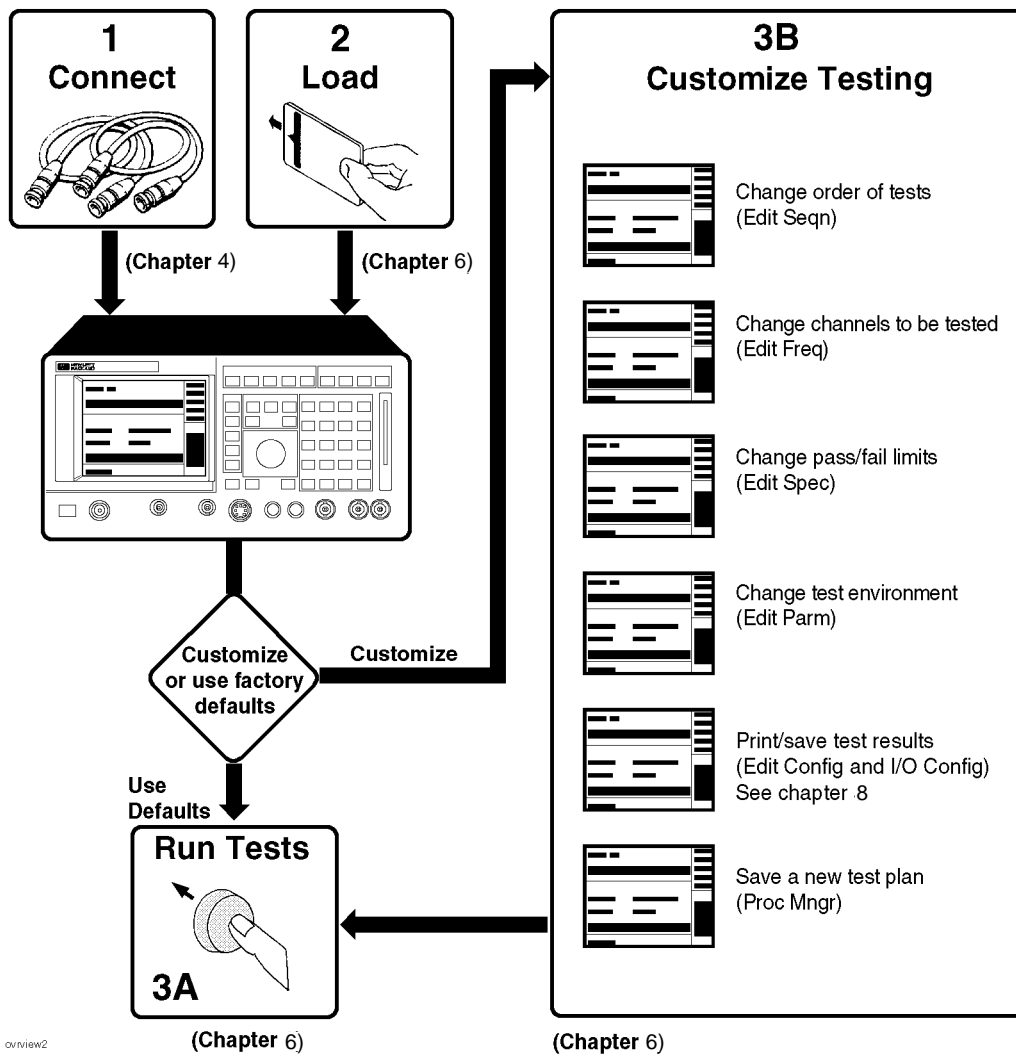 1
Connect
2
Load
(Chapter 4)
(Chapter 6)
HEWLETT
PACKARD
Customize
or use factory
defaults
Customize
Use
Defaults
Run Tests
3A
(Chapter 6)
3B
Customize Testing
Change order of tests
(Edit Seqn)
Change channels to be tested
(Edit Freq)
Change pass/fail limits
(Edit Spec)
Change test environment
(Edit Parm)
Print/save test results
(Edit Config and I/O Config)
See chapter 8
Save a new test plan
(Proc Mngr)
(Chapter 6)
ovrview2